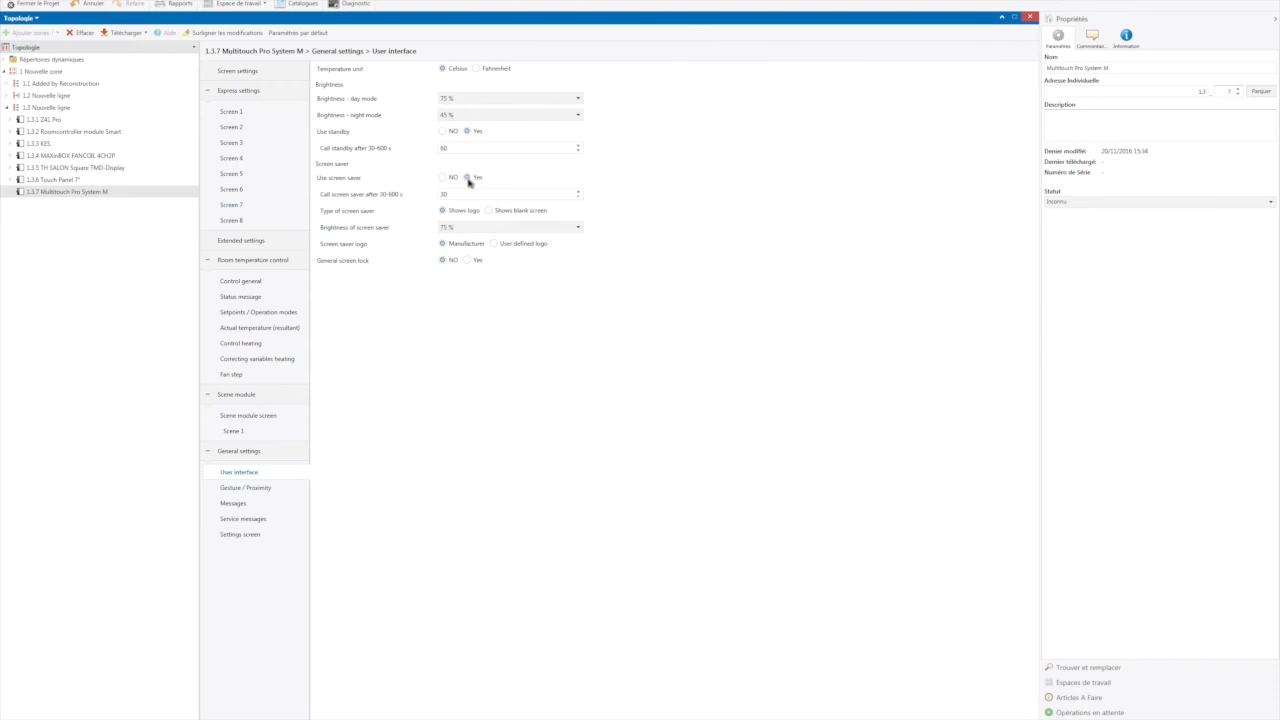 Fermer le Projet Annuler Refaire Rapports Espace de travail Catalogues Diagnostic
Topologie
Ajouter zones Effacer Télécharger Aide Surligner les modifications Paramètres par défaut
Topologie
Répertoires dynamiques
1 Nouvelle zone
1.1 Added by Reconstruction
1.2 Nouvelle ligne
1.3 Nouvelle ligne
1.3.1 Z41 Pro
1.3.2 Roomcontroller module Smart
1.3.3 KES
1.3.4 MAXinBOX FANCOIL 4CH2P
1.3.5 TH SALON Square TMD-Display
1.3.6 Touch Panel 7"
1.3.7 Multitouch Pro System M
1.3.7 Multitouch Pro System M > General settings > User interface
Screen settings
Express settings
Screen 1
Screen 2
Screen 3
Screen 4
Screen 5
Screen 6
Screen 7
Screen 8
Extended settings
Room temperature control
Control general
Status message
Setpoints / Operation modes
Actual temperature (resultant)
Control heating
Correcting variables heating
Fan step
Scene module
Scene module screen
Scene 1
General settings
User interface
Gesture / Proximity
Messages
Service messages
Settings screen
Temperature unit Celsius Fahrenheit
Brightness
Brightness - day mode 75 %
Brightness - night mode 45 %
Use standby NO Yes
Call standby after 30-600 s 60
Screen saver
Use screen saver NO Yes
Call screen saver after 30-600 s 30
Type of screen saver Shows logo Shows blank screen
Brightness of screen saver 75 %
Screen saver logo Manufacturer User defined logo
General screen lock NO Yes
Propriétés
Paramètres Commentair... Information
Nom
Multitouch Pro System M
Adresse Individuelle
1.3 . 7 Parquer
Description
Denier modifié: 20/11/2016 15:34
Dernier téléchargé: -
Numéro de Série: -
Statut
Inconnu
Trouver et remplacer
Espaces de travail
Articles A Faire
Opérations en attente